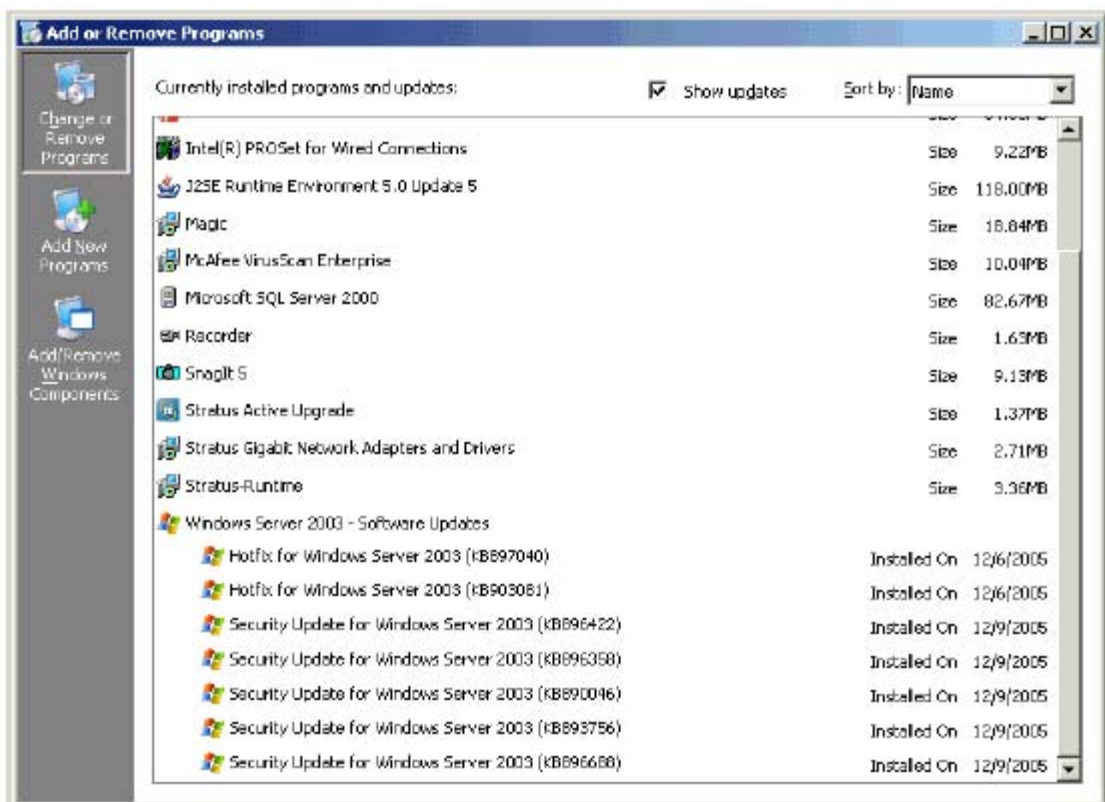 Add or Remove Programs
Change or Remove Programs
Add New Programs
Add/Remove Windows Components
Currently installed programs and updates:
Show updates
Sort by: Name
Intel(R) PROSet for Wired Connections Size 9.22MB
J2SE Runtime Environment 5.0 Update 5 Size 118.00MB
Magic Size 18.84MB
McAfee VirusScan Enterprise Size 10.04MB
Microsoft SQL Server 2000 Size 82.67MB
Recorder Size 1.63MB
SnagIt 5 Size 9.13MB
Stratus Active Upgrade Size 1.37MB
Stratus Gigabit Network Adapters and Drivers Size 2.71MB
Stratus-Runtime Size 3.36MB
Windows Server 2003 - Software Updates
Hotfix for Windows Server 2003 (KB897040) Installed On 12/6/2005
Hotfix for Windows Server 2003 (KB903081) Installed On 12/6/2005
Security Update for Windows Server 2003 (KB896422) Installed On 12/9/2005
Security Update for Windows Server 2003 (KB896358) Installed On 12/9/2005
Security Update for Windows Server 2003 (KB890046) Installed On 12/9/2005
Security Update for Windows Server 2003 (KB893756) Installed On 12/9/2005
Security Update for Windows Server 2003 (KB896688) Installed On 12/9/2005